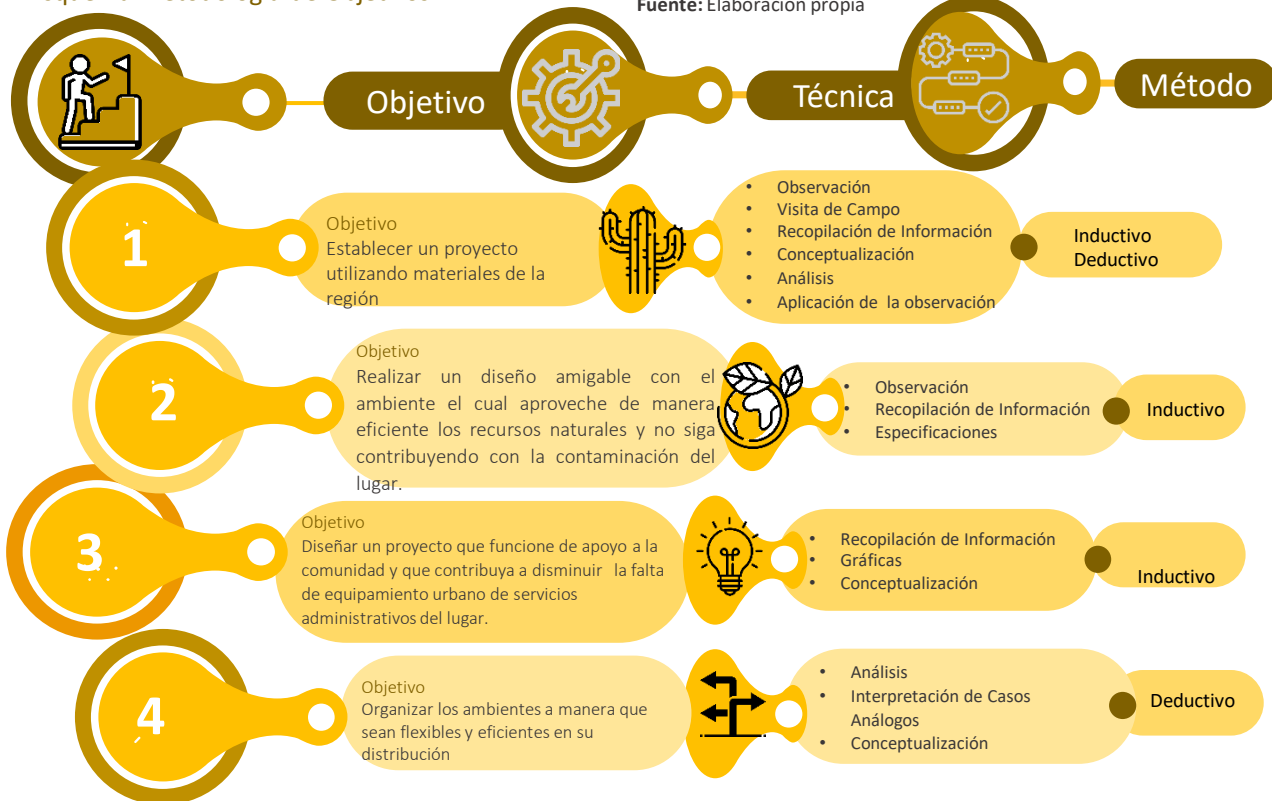 Fuente: Elaboración propia
Objetivo
Técnica
Método
1
Objetivo
Establecer un proyecto
utilizando materiales de la
región
• Observación
• Visita de Campo
• Recopilación de Información
• Conceptualización
• Análisis
• Aplicación de la observación
Inductivo
Deductivo
2
Objetivo
Realizar un diseño amigable con el
ambiente el cual aproveche de manera
eficiente los recursos naturales y no siga
contribuyendo con la contaminación del
lugar.
• Observación
• Recopilación de Información
• Especificaciones
Inductivo
3
Objetivo
Diseñar un proyecto que funcione de apoyo a la
comunidad y que contribuya a disminuir la falta
de equipamiento urbano de servicios
administrativos del lugar.
• Recopilación de Información
• Gráficas
• Conceptualización
Inductivo
4
Objetivo
Organizar los ambientes a manera que
sean flexibles y eficientes en su
distribución
• Análisis
• Interpretación de Casos
Análogos
• Conceptualización
Deductivo